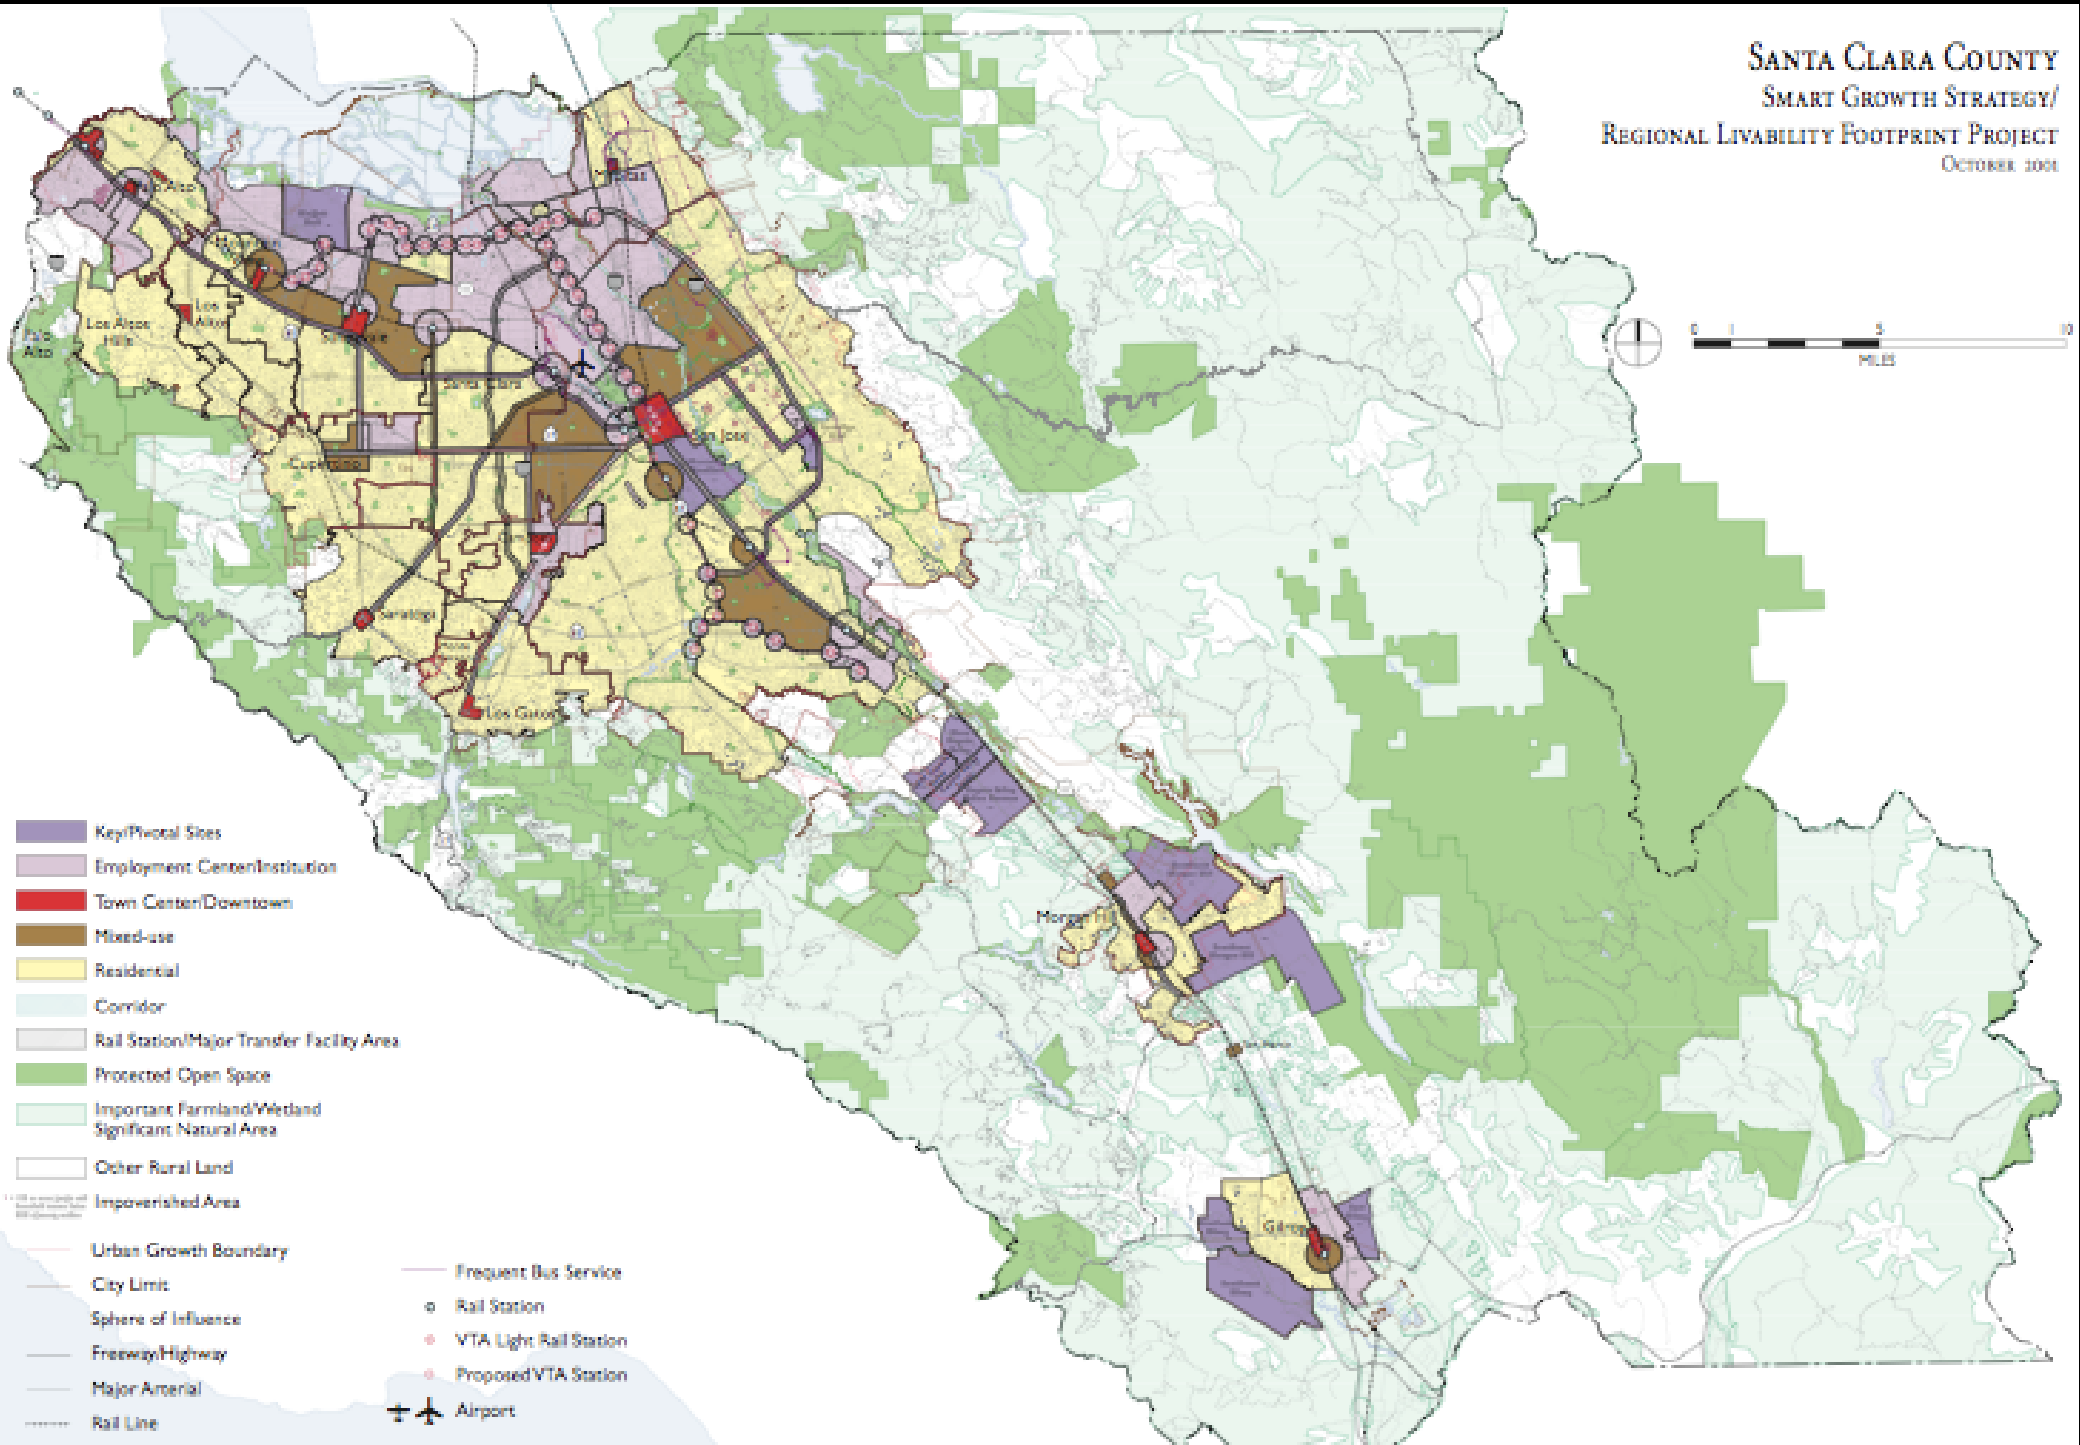 SANTA CLARA COUNTY
SMART GROWTH STRATEGY/
REGIONAL LIVABILITY FOOTPRINT PROJECT
OCTOBER 2001
0 1 5 10
MILES
Los Altos
Hills
Los
Altos
Palo
Alto
Santa Clara
San Jose
Cupertino
Saratoga
Los Gatos
Morgan Hill
Gilroy
Key/Pivotal Sites
Employment Center/Institution
Town Center/Downtown
Mixed-use
Residential
Corridor
Rail Station/Major Transfer Facility Area
Protected Open Space
Important Farmland/Wetland
Significant Natural Area
Other Rural Land
Impoverished Area
Urban Growth Boundary
City Limit
Sphere of Influence
Freeway/Highway
Major Arterial
Rail Line
Frequent Bus Service
Rail Station
VTA Light Rail Station
Proposed VTA Station
Airport